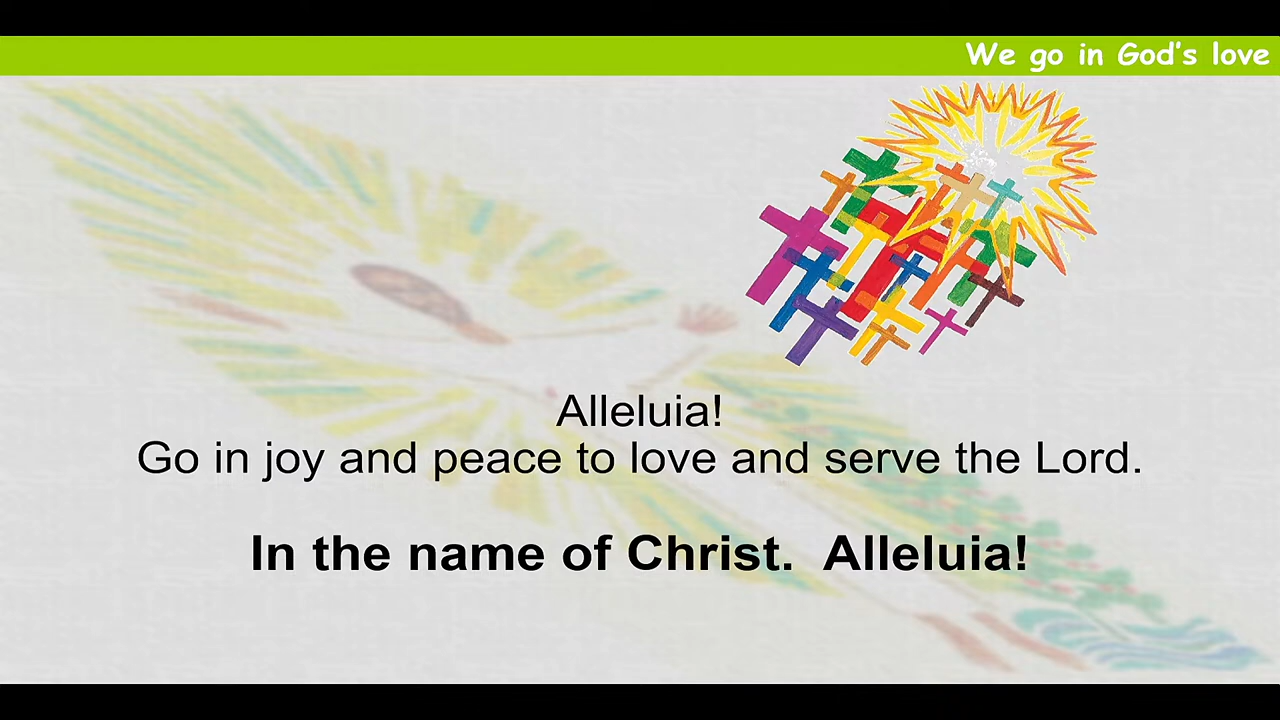 We go in God's love
Alleluia!
Go in joy and peace to love and serve the Lord.
In the name of Christ.  Alleluia!